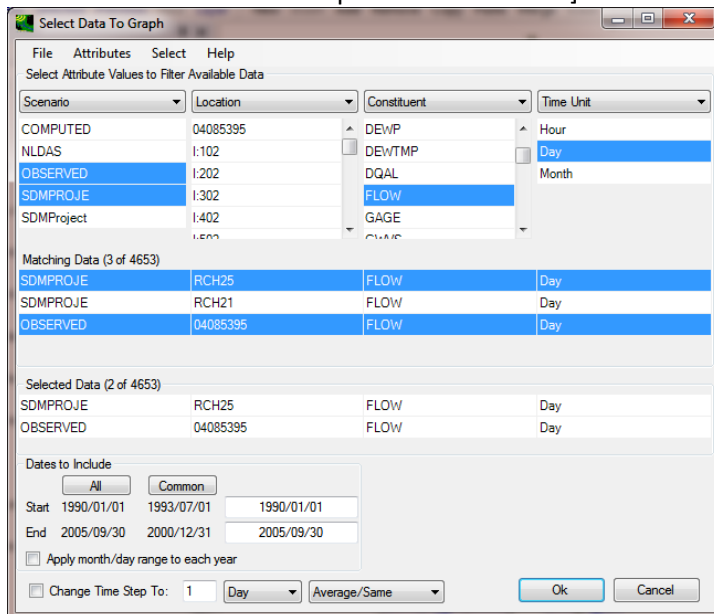 Select Data To Graph
File Attributes Select Help
Select Attribute Values to Filter Available Data
Scenario Location Constituent Time Unit
COMPUTED 04085395 DEWP Hour
NLDAS I:102 DEWTMP Day
OBSERVED I:202 DQAL Month
SDMPROJE I:302 FLOW
SDMProject I:402 GAGE
Matching Data (3 of 4653)
SDMPROJE RCH25 FLOW Day
SDMPROJE RCH21 FLOW Day
OBSERVED 04085395 FLOW Day
Selected Data (2 of 4653)
SDMPROJE RCH25 FLOW Day
OBSERVED 04085395 FLOW Day
Dates to Include
All Common
Start 1990/01/01 1993/07/01 1990/01/01
End 2005/09/30 2000/12/31 2005/09/30
Apply month/day range to each year
Change Time Step To: 1 Day Average/Same Ok Cancel